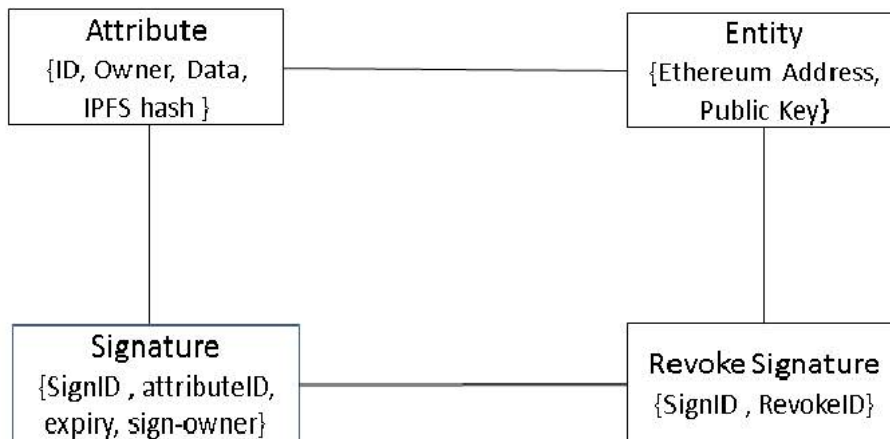 Attribute
{ID, Owner, Data,
IPFS hash }
Entity
{Ethereum Address,
Public Key}
Signature
{SignID , attributeID,
expiry, sign-owner}
Revoke Signature
{SignID , RevokeID}